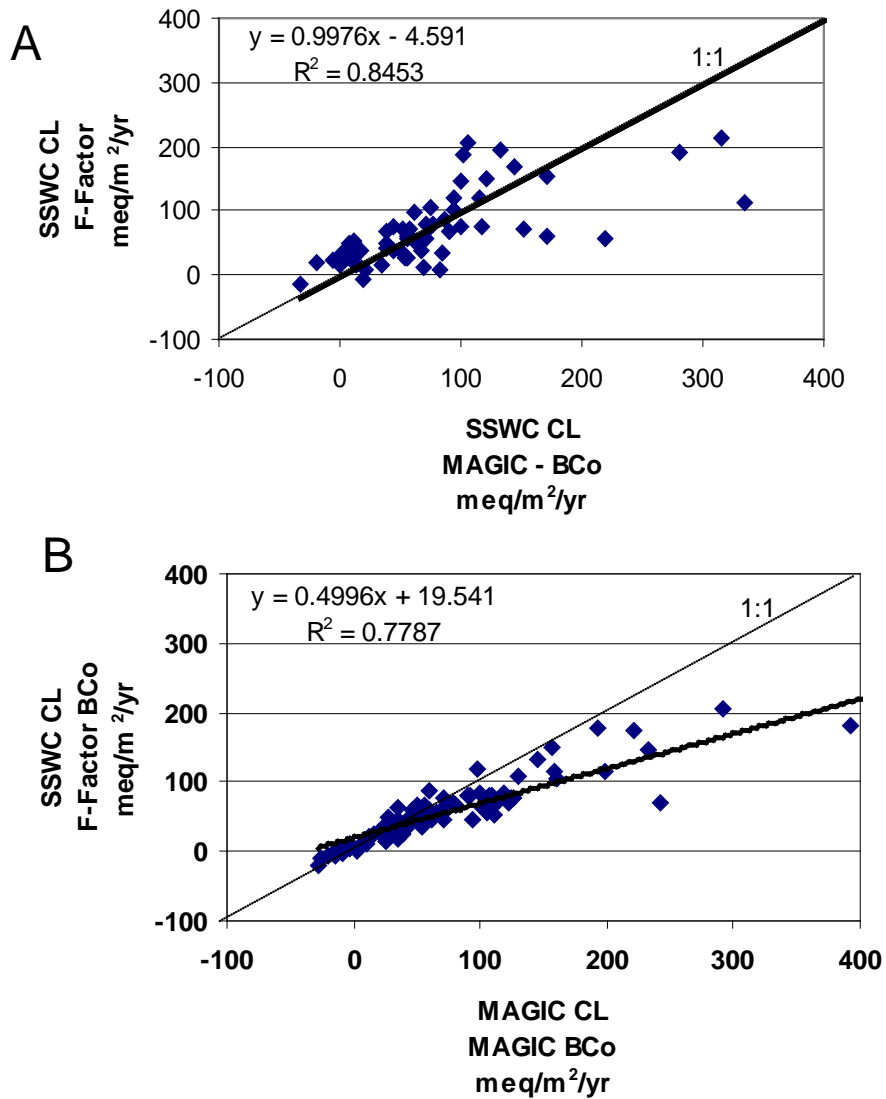 A
y = 0.9976x - 4.591
R² = 0.8453
1:1
400
300
200
100
0
-100
SSWC CL
F-Factor
meq/m²/yr
-100 0 100 200 300 400
SSWC CL
MAGIC - BCo
meq/m²/yr
B
y = 0.4996x + 19.541
R² = 0.7787
1:1
400
300
200
100
0
-100
SSWC CL
F-Factor BCo
meq/m²/yr
-100 0 100 200 300 400
MAGIC CL
MAGIC BCo
meq/m²/yr